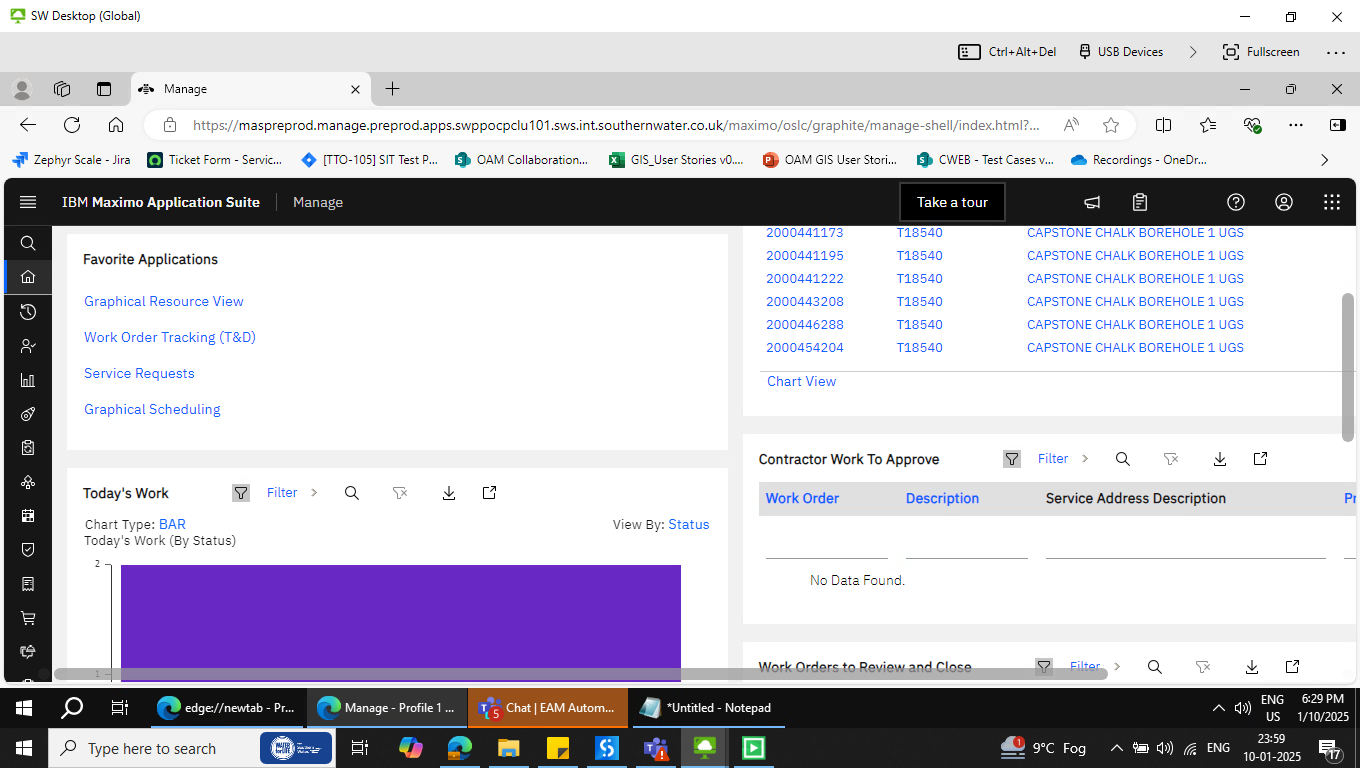 SW Desktop (Global)
Ctrl+Alt+Del
USB Devices
Fullscreen
Manage
https://maspreprod.manage.preprod.apps.swppocpclu101.sws.int.southernwater.co.uk/maximo/oslc/graphite/manage-shell/index.html?...
Zephyr Scale - Jira
Ticket Form - Servic...
[TTO-105] SIT Test P...
OAM Collaboration...
GIS_User Stories v0....
OAM GIS User Stori...
CWEB - Test Cases v...
Recordings - OneDr...
IBM Maximo Application Suite
Manage
Take a tour
Favorite Applications
Graphical Resource View
Work Order Tracking (T&D)
Service Requests
Graphical Scheduling
2000441173 T18540 CAPSTONE CHALK BOREHOLE 1 UGS
2000441195 T18540 CAPSTONE CHALK BOREHOLE 1 UGS
2000441222 T18540 CAPSTONE CHALK BOREHOLE 1 UGS
2000443208 T18540 CAPSTONE CHALK BOREHOLE 1 UGS
2000446288 T18540 CAPSTONE CHALK BOREHOLE 1 UGS
2000454204 T18540 CAPSTONE CHALK BOREHOLE 1 UGS
Chart View
Today's Work
Filter
Chart Type: BAR
View By: Status
Today's Work (By Status)
2
1
Contractor Work To Approve
Filter
Work Order Description Service Address Description Pr
No Data Found.
Work Orders to Review and Close
Filter
edge://newtab - Pr...
Manage - Profile 1 ...
5
Chat | EAM Autom...
*Untitled - Notepad
ENG
US
6:29 PM
1/10/2025
Type here to search
1
9°C Fog
ENG
23:59
10-01-2025
17